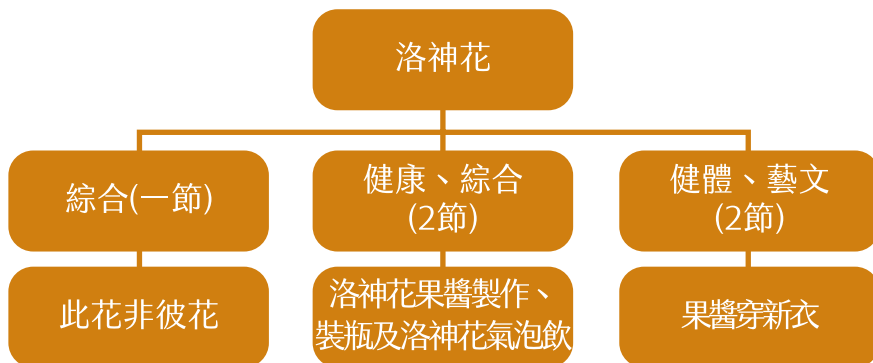 洛神花
綜合(一節)
健康、綜合
(2節)
健體、藝文
(2節)
此花非彼花
洛神花果醬製作、
裝瓶及洛神花氣泡飲
果醬穿新衣